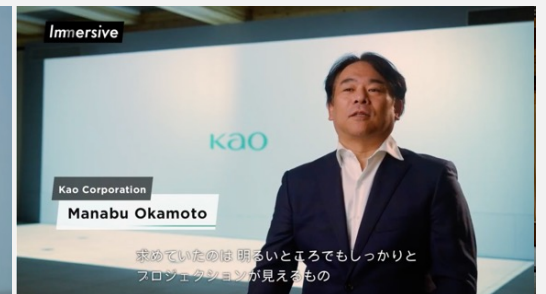 Immersive
Kao
Kao Corporation
Manabu Okamoto
求めていたのは 明るいところでもしっかりと
プロジェクションが見えるもの